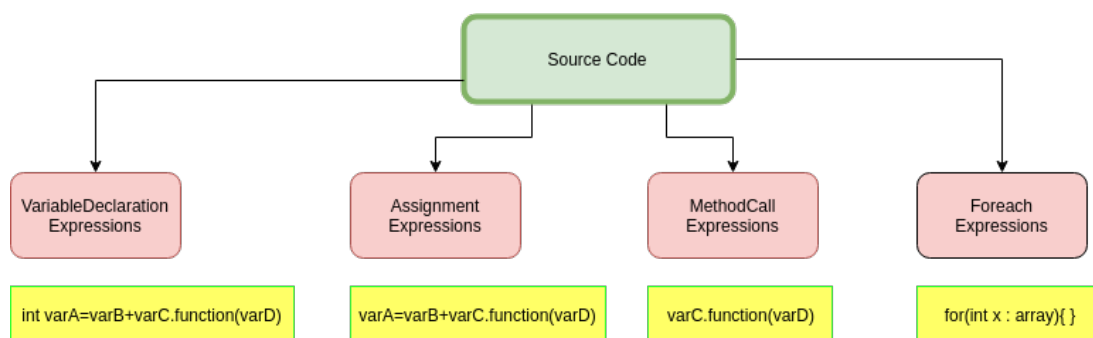 Source Code
VariableDeclaration
Expressions
Assignment
Expressions
MethodCall
Expressions
Foreach
Expressions
int varA=varB+varC.function(varD)
varA=varB+varC.function(varD)
varC.function(varD)
for(int x : array){ }